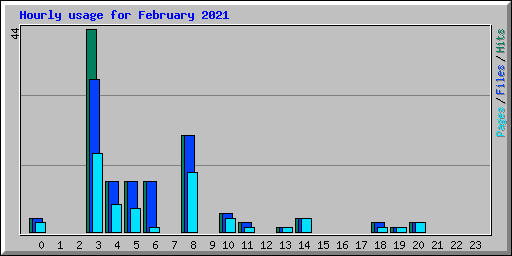 Hourly usage for February 2021
44
Pages/Files/Hits
0 1 2 3 4 5 6 7 8 9 10 11 12 13 14 15 16 17 18 19 20 21 22 23